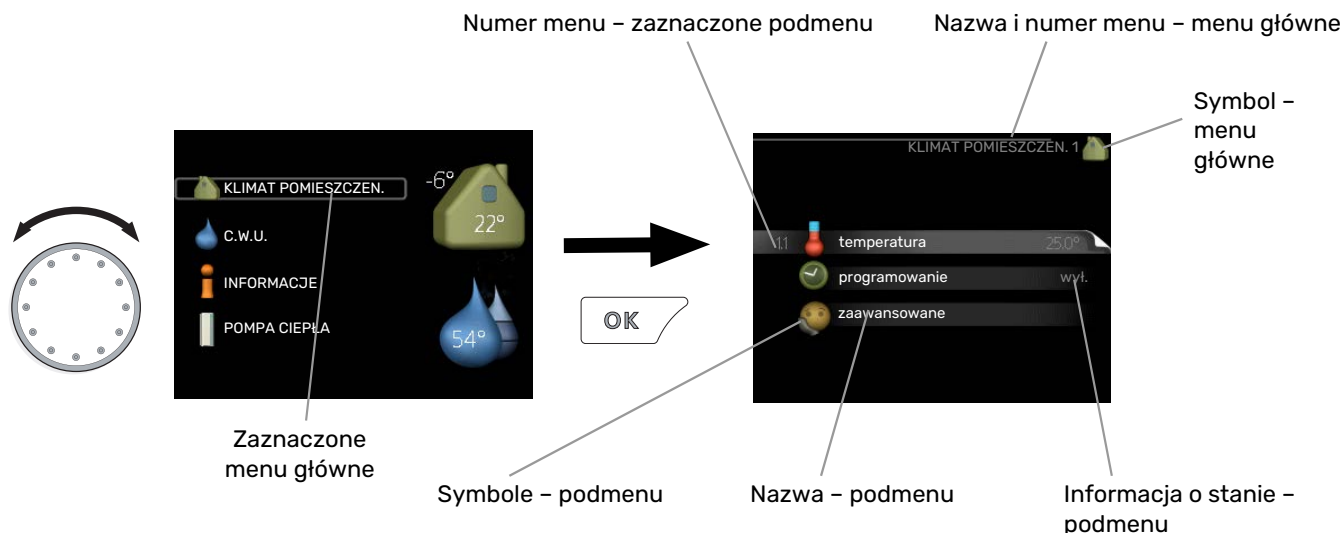 Numer menu – zaznaczone podmenu
Nazwa i numer menu – menu główne
Symbol –
menu
główne
KLIMAT POMIESZCZEN.
-6°
22°
C.W.U.
INFORMACJE
POMPA CIEPŁA
54°
OK
KLIMAT POMIESZCZEN. 1
1.1
temperatura
25.0°
programowanie
wył.
zaawansowane
Zaznaczone
menu główne
Symbole – podmenu
Nazwa – podmenu
Informacja o stanie –
podmenu